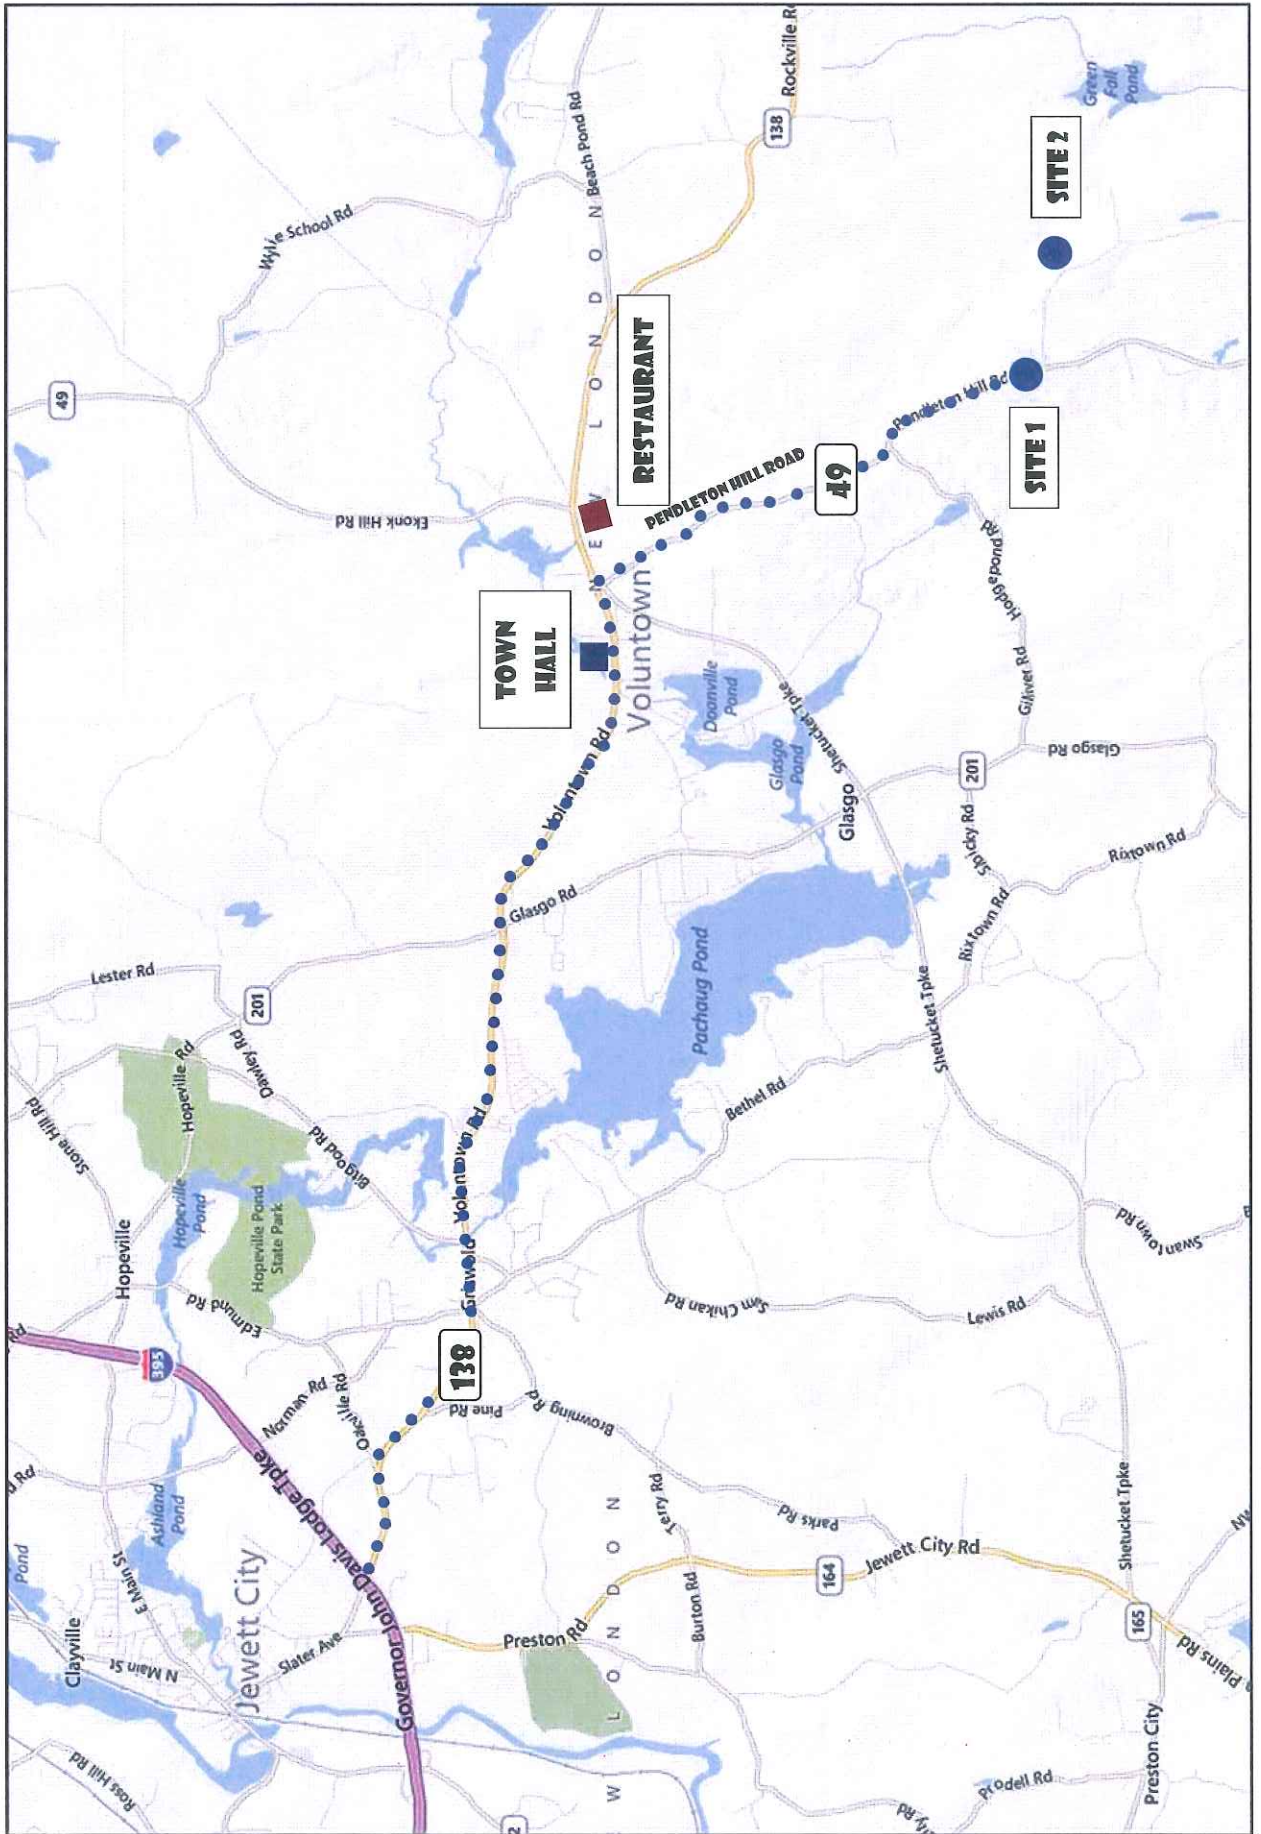 Ross Hill Rd
Clayville
Pond
N Main St
E Main St
Jewett City
Slater Ave
Ashland
Pond
Governor John Davis Lodge Tpke
395
Norman Rd
Oakville Rd
Edmund Rd
Hopeville
Hopeville
Pond
Hopeville Pond
State Park
Hopeville Rd
Stone Hill Rd
Lester Rd
201
Dawley Rd
Bitgood Rd
49
Wylie School Rd
Ekonk Hill Rd
138
Pine Rd
Griswold
Voluntown Rd
Glasgo Rd
Voluntown Rd
TOWN
HALL
Voluntown
RESTAURANT
Beach Pond Rd
138
Rockville R
W LONDON
NEW LONDON
Preston Rd
Browning Rd
Terry Rd
Burton Rd
Parks Rd
164
Jewett City Rd
Bethel Rd
Sim Chikan Rd
Lewis Rd
Pachaug Pond
Doanville
Pond
Glasgo
Pond
Glasgo
Shetucket Tpke
PENDLETON HILL ROAD
49
Pendleton Hill Rd
SITE 1
SITE 2
Green
Fall
Pond
Hodge Pond Rd
Gilliver Rd
Glasgo Rd
201
Sibicky Rd
Rixtown Rd
Rixtown Rd
Shetucket Tpke
Swantown Rd
Shetucket Tpke
165
Plains Rd
NW
Preston City
Prodell Rd
2